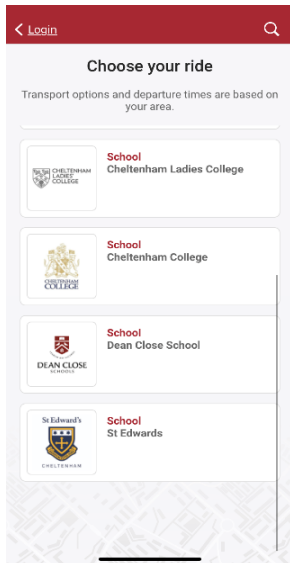 Login
Choose your ride
Transport options and departure times are based on
your area.
CHELTENHAM
LADIES'
COLLEGE
School
Cheltenham Ladies College
CHELTENHAM
COLLEGE
School
Cheltenham College
DEAN CLOSE
SCHOOLS
School
Dean Close School
St Edward's
CHELTENHAM
School
St Edwards